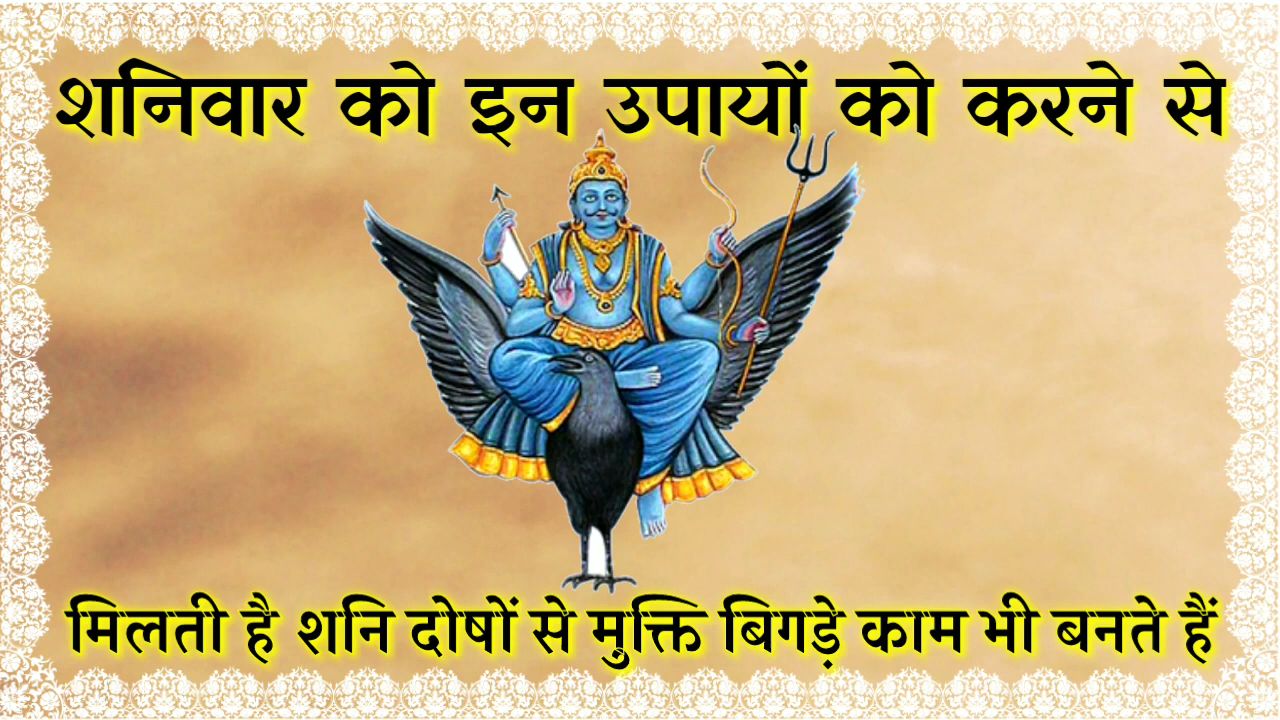 शनिवार को इन उपायों को करने से
मिलती है शनि दोषों से मुक्ति बिगड़े काम भी बनते हैं